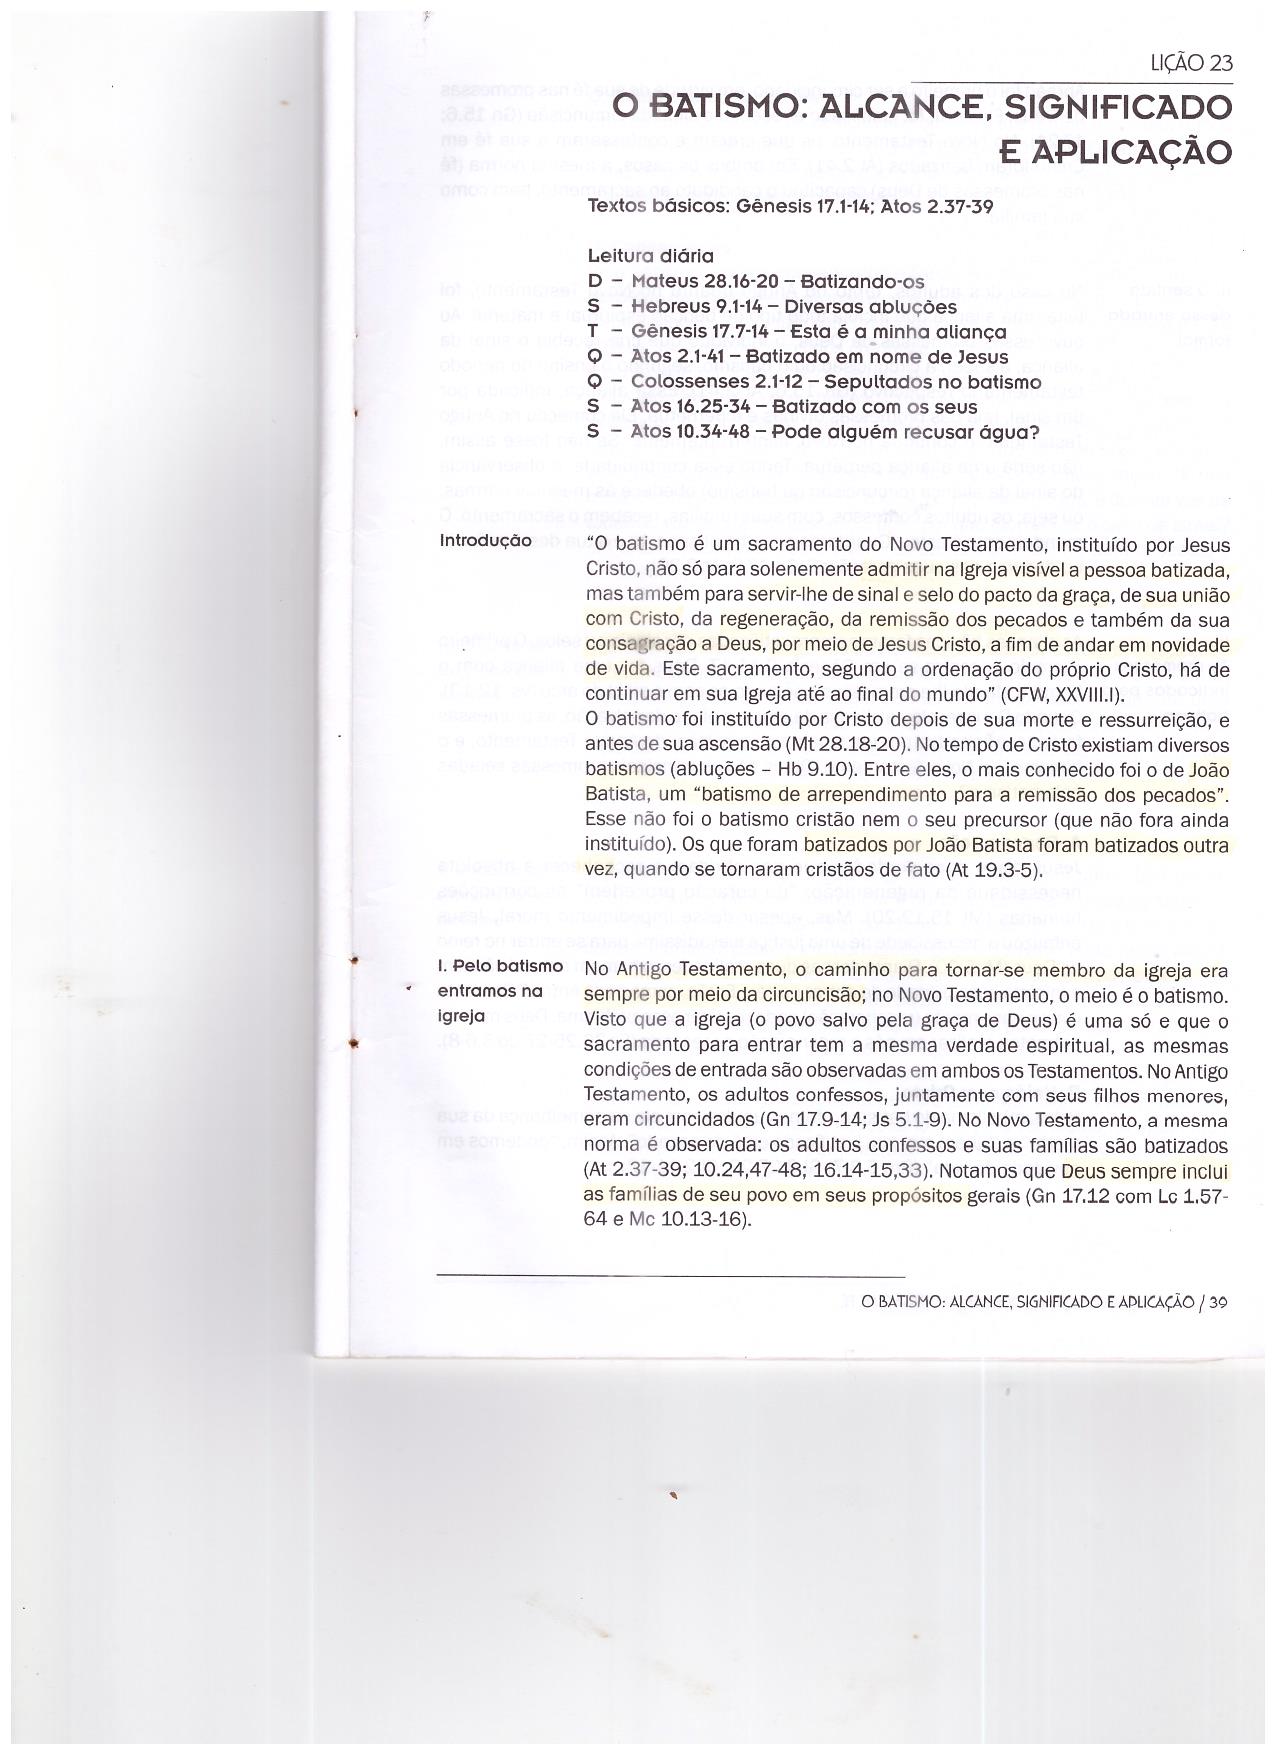 LIÇÃO 23
O BATISMO: ALCANCE, SIGNIFICADO
E APLICAÇÃO
Textos básicos: Gênesis 17.1-14; Atos 2.37-39
Leitura diária
D – Mateus 28.16-20 – Batizando-os
S – Hebreus 9.1-14 – Diversas abluções
T – Gênesis 17.7-14 – Esta é a minha aliança
Q – Atos 2.1-41 – Batizado em nome de Jesus
Q – Colossenses 2.1-12 – Sepultados no batismo
S – Atos 16.25-34 – Batizado com os seus
S – Atos 10.34-48 – Pode alguém recusar água?
Introdução
“O batismo é um sacramento do Novo Testamento, instituído por Jesus
Cristo, não só para solenemente admitir na Igreja visível a pessoa batizada,
mas também para servir-lhe de sinal e selo do pacto da graça, de sua união
com Cristo, da regeneração, da remissão dos pecados e também da sua
consagração a Deus, por meio de Jesus Cristo, a fim de andar em novidade
de vida. Este sacramento, segundo a ordenação do próprio Cristo, há de
continuar em sua Igreja até ao final do mundo” (CFW, XXVIII.I).
O batismo foi instituído por Cristo depois de sua morte e ressurreição, e
antes de sua ascensão (Mt 28.18-20). No tempo de Cristo existiam diversos
batismos (abluções – Hb 9.10). Entre eles, o mais conhecido foi o de João
Batista, um “batismo de arrependimento para a remissão dos pecados”.
Esse não foi o batismo cristão nem o seu precursor (que não fora ainda
instituído). Os que foram batizados por João Batista foram batizados outra
vez, quando se tornaram cristãos de fato (At 19.3-5).
I. Pelo batismo
entramos na
igreja
No Antigo Testamento, o caminho para tornar-se membro da igreja era
sempre por meio da circuncisão; no Novo Testamento, o meio é o batismo.
Visto que a igreja (o povo salvo pela graça de Deus) é uma só e que o
sacramento para entrar tem a mesma verdade espiritual, as mesmas
condições de entrada são observadas em ambos os Testamentos. No Antigo
Testamento, os adultos confessos, juntamente com seus filhos menores,
eram circuncidados (Gn 17.9-14; Js 5.1-9). No Novo Testamento, a mesma
norma é observada: os adultos confessos e suas famílias são batizados
(At 2.37-39; 10.24,47-48; 16.14-15,33). Notamos que Deus sempre inclui
as famílias de seu povo em seus propósitos gerais (Gn 17.12 com Lc 1.57-
64 e Mc 10.13-16).
O BATISMO: ALCANCE, SIGNIFICADO E APLICAÇÃO / 39